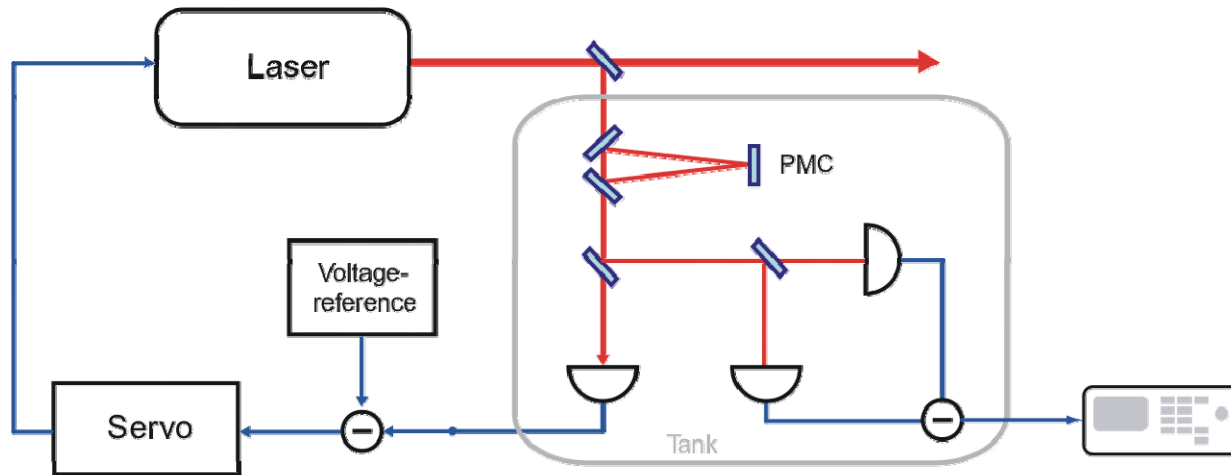 Laser
PMC
Voltage-
reference
Servo
Tank